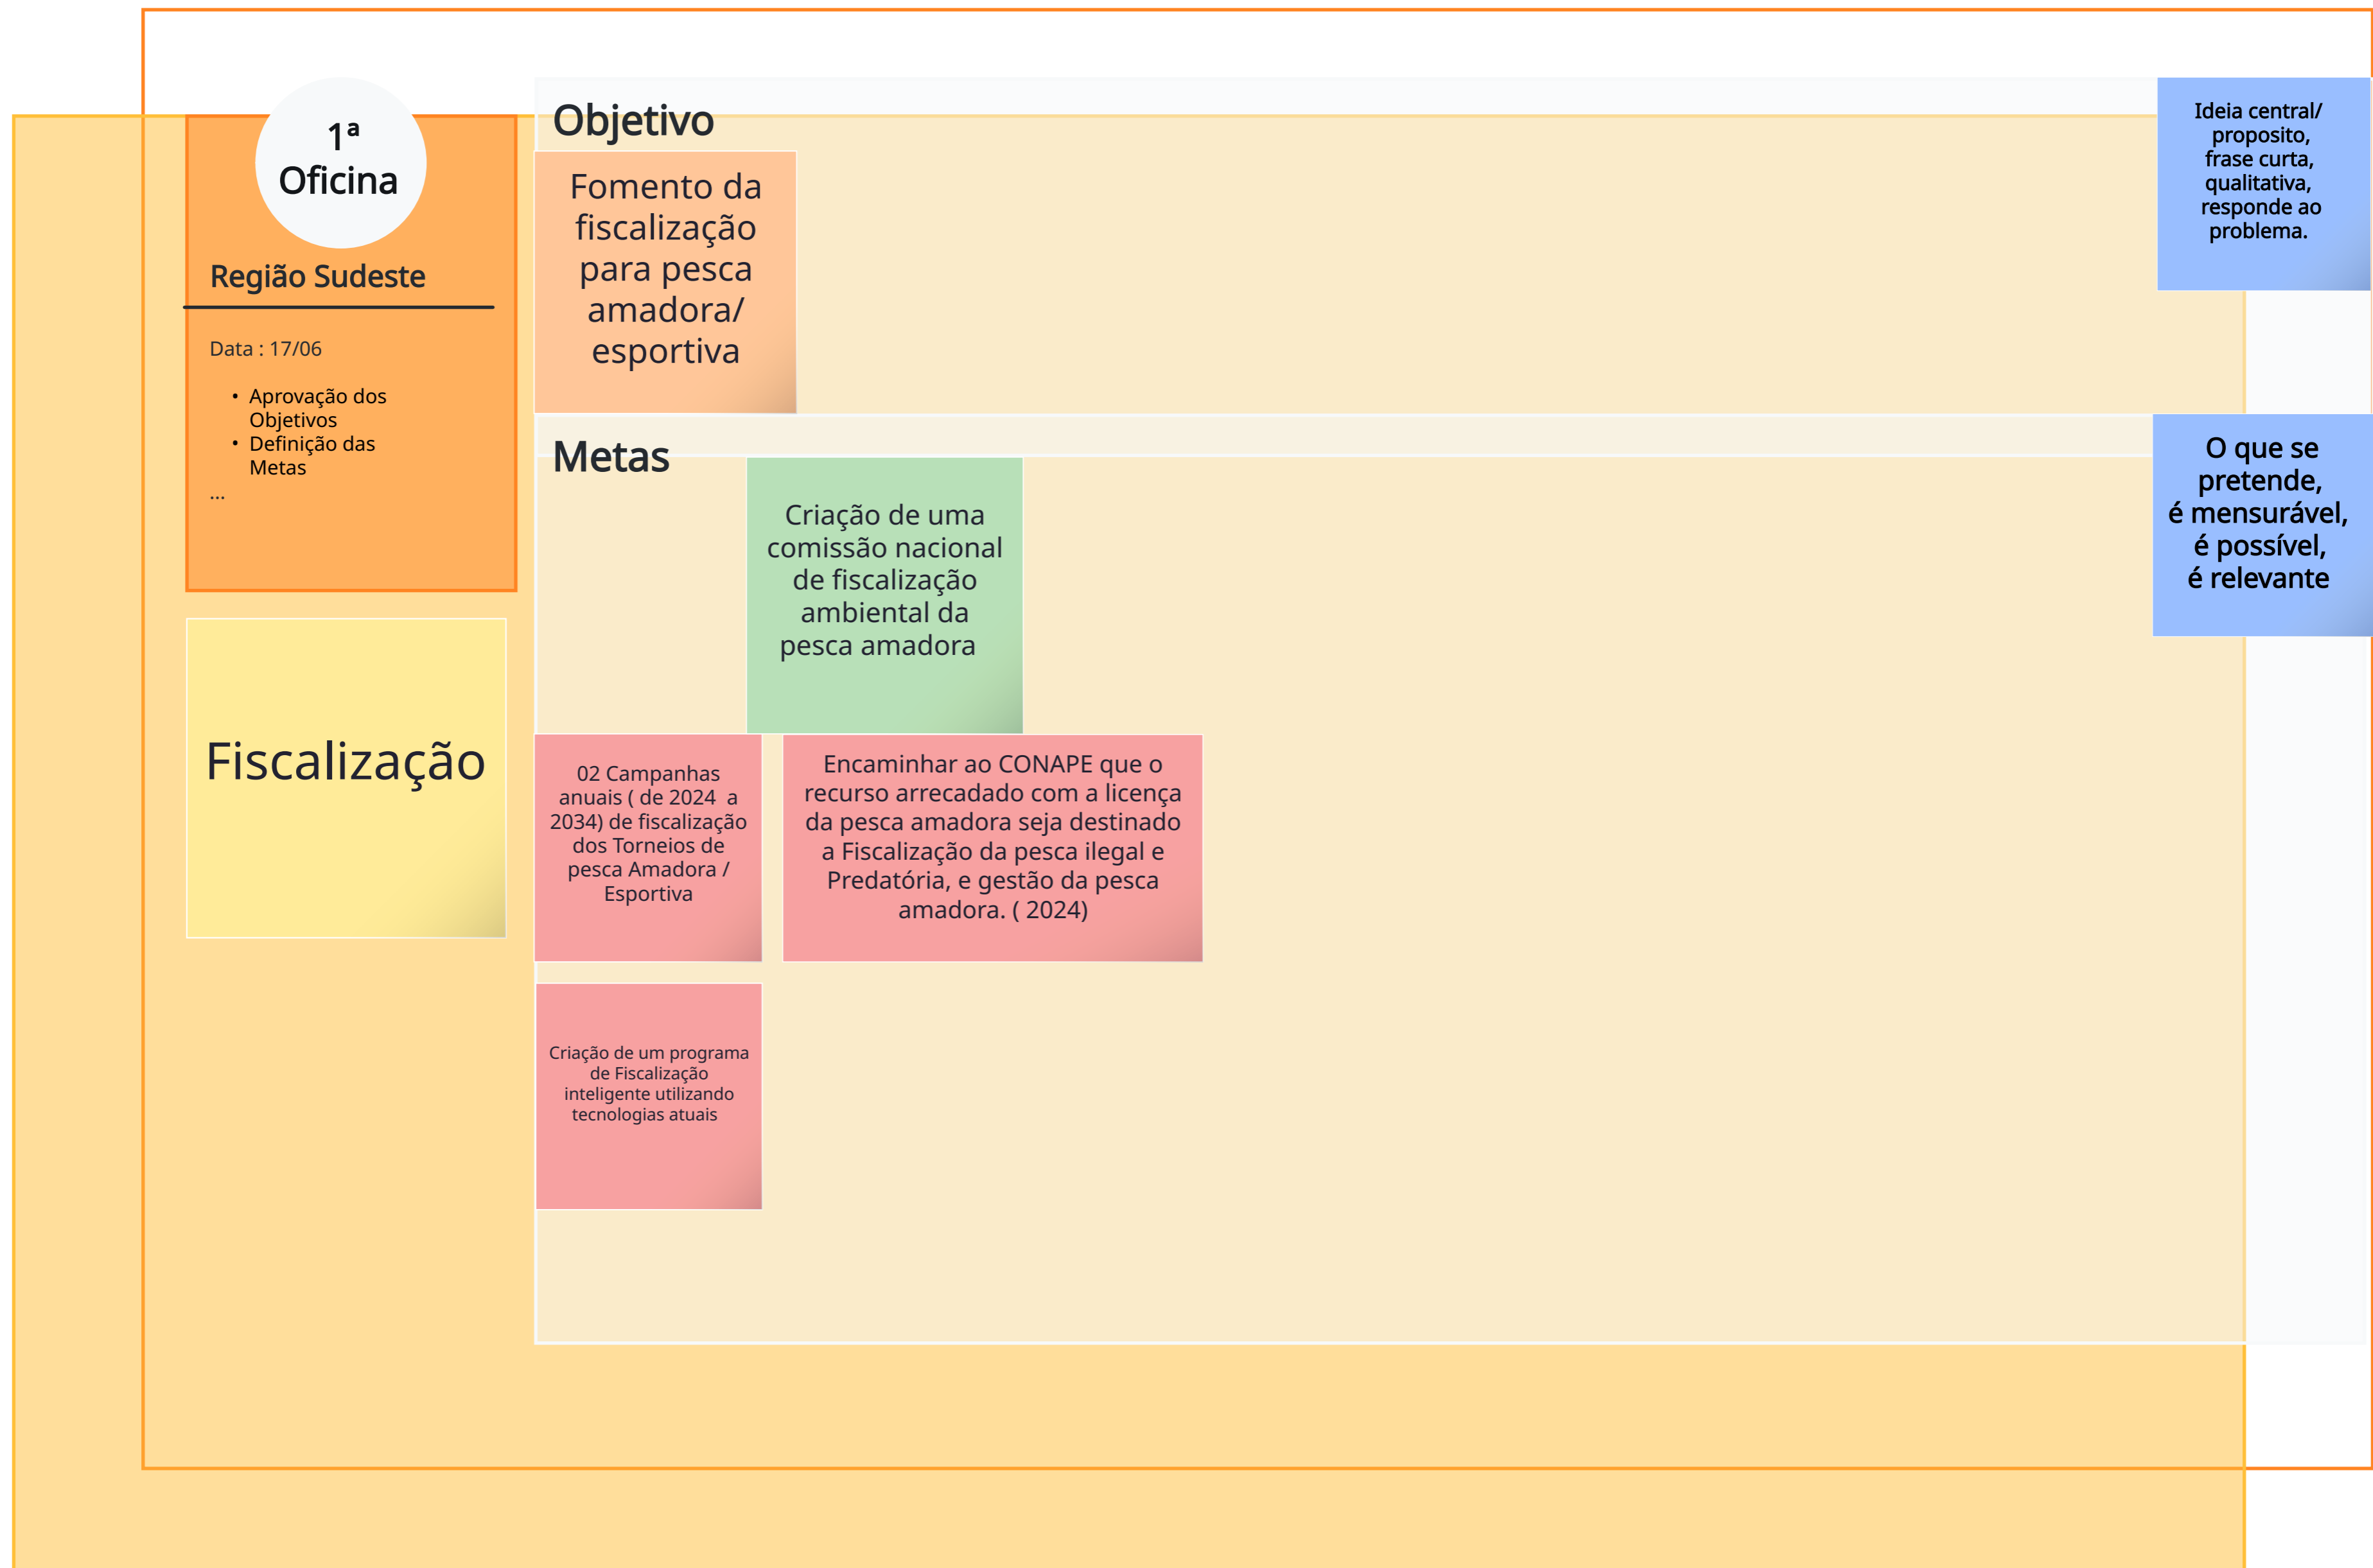 1ª
Oficina
Região Sudeste
Data : 17/06
• Aprovação dos
Objetivos
• Definição das
Metas
...
Fiscalização
Objetivo
Fomento da
fiscalização
para pesca
amadora/
esportiva
Ideia central/
proposito,
frase curta,
qualitativa,
responde ao
problema.
Metas
Criação de uma
comissão nacional
de fiscalização
ambiental da
pesca amadora
O que se
pretende,
é mensurável,
é possível,
é relevante
02 Campanhas
anuais ( de 2024 a
2034) de fiscalização
dos Torneios de
pesca Amadora /
Esportiva
Encaminhar ao CONAPE que o
recurso arrecadado com a licença
da pesca amadora seja destinado
a Fiscalização da pesca ilegal e
Predatória, e gestão da pesca
amadora. ( 2024)
Criação de um programa
de Fiscalização
inteligente utilizando
tecnologias atuais